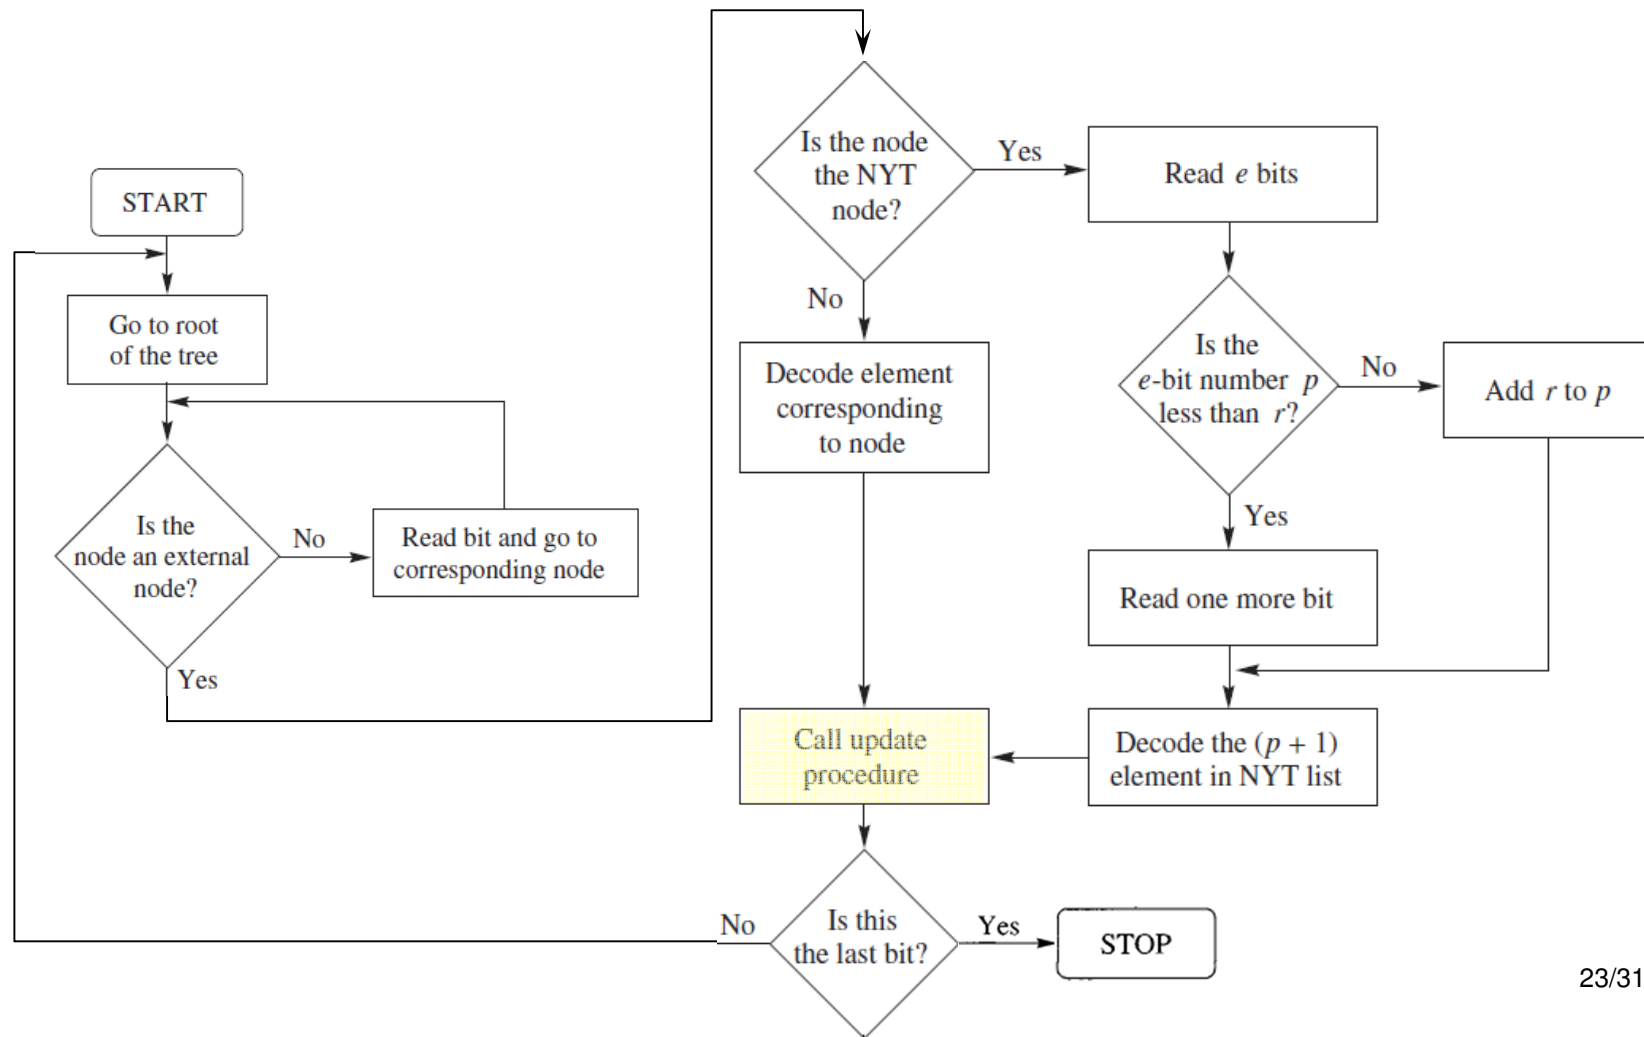 START
Go to root
of the tree
Is the
node an external
node?
No
Read bit and go to
corresponding node
Yes
Is the node
the NYT
node?
Yes
Read e bits
No
Decode element
corresponding
to node
Is the
e-bit number p
less than r?
No
Add r to p
Yes
Read one more bit
Decode the (p + 1)
element in NYT list
Call update
procedure
Is this
the last bit?
No
Yes
STOP
23/31